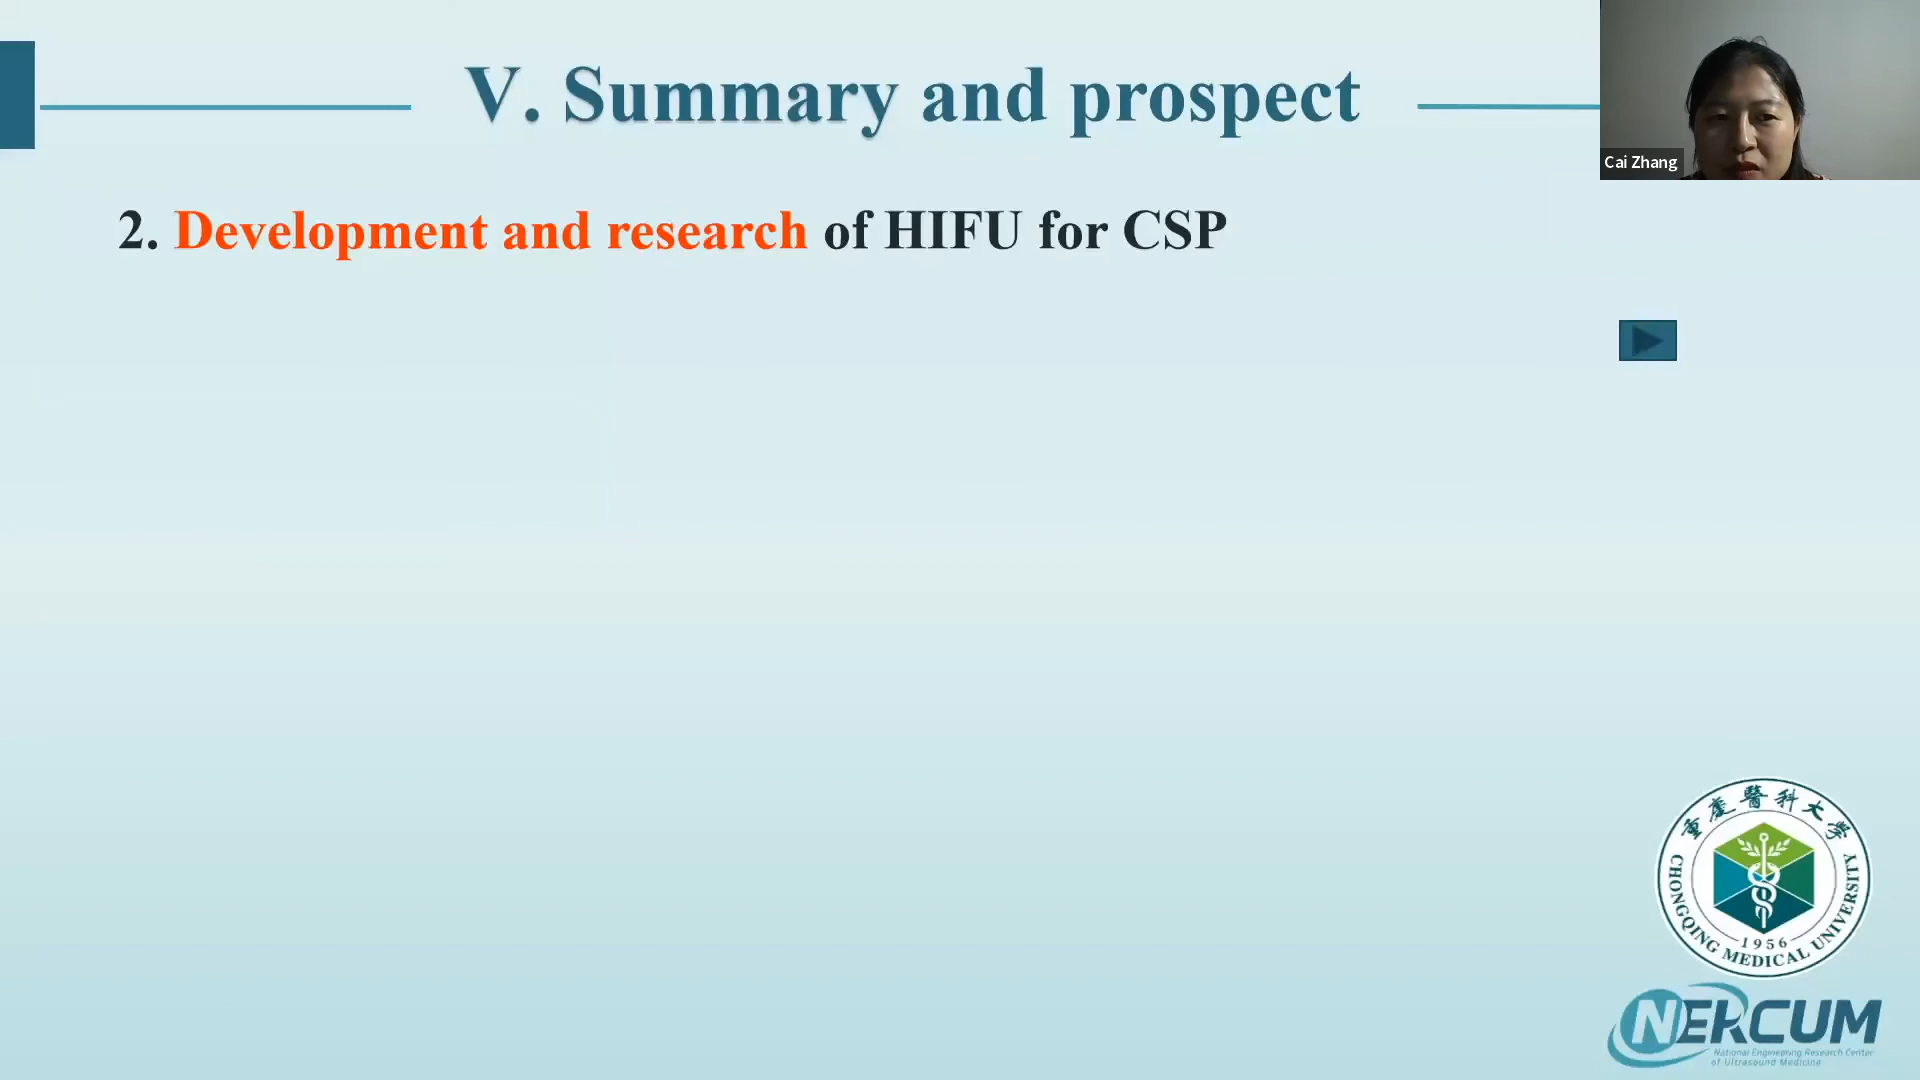 V. Summary and prospect
Cai Zhang
2. Development and research of HIFU for CSP
重慶醫科大學
CHONGQING MEDICAL UNIVERSITY
1956
NERCUM
National Engineering Research Center
of Ultrasound Medicine